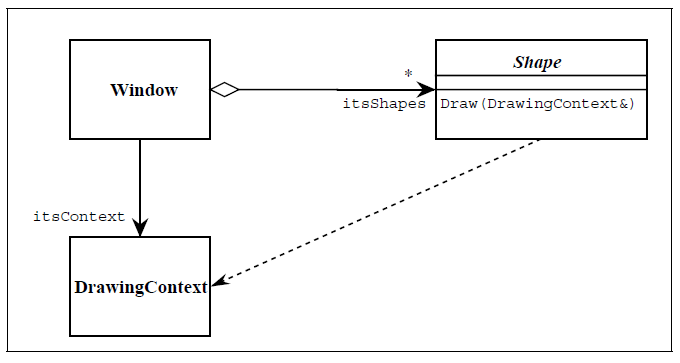 Shape
*
Window
itsShapes
Draw(DrawingContext&)
itsContext
DrawingContext